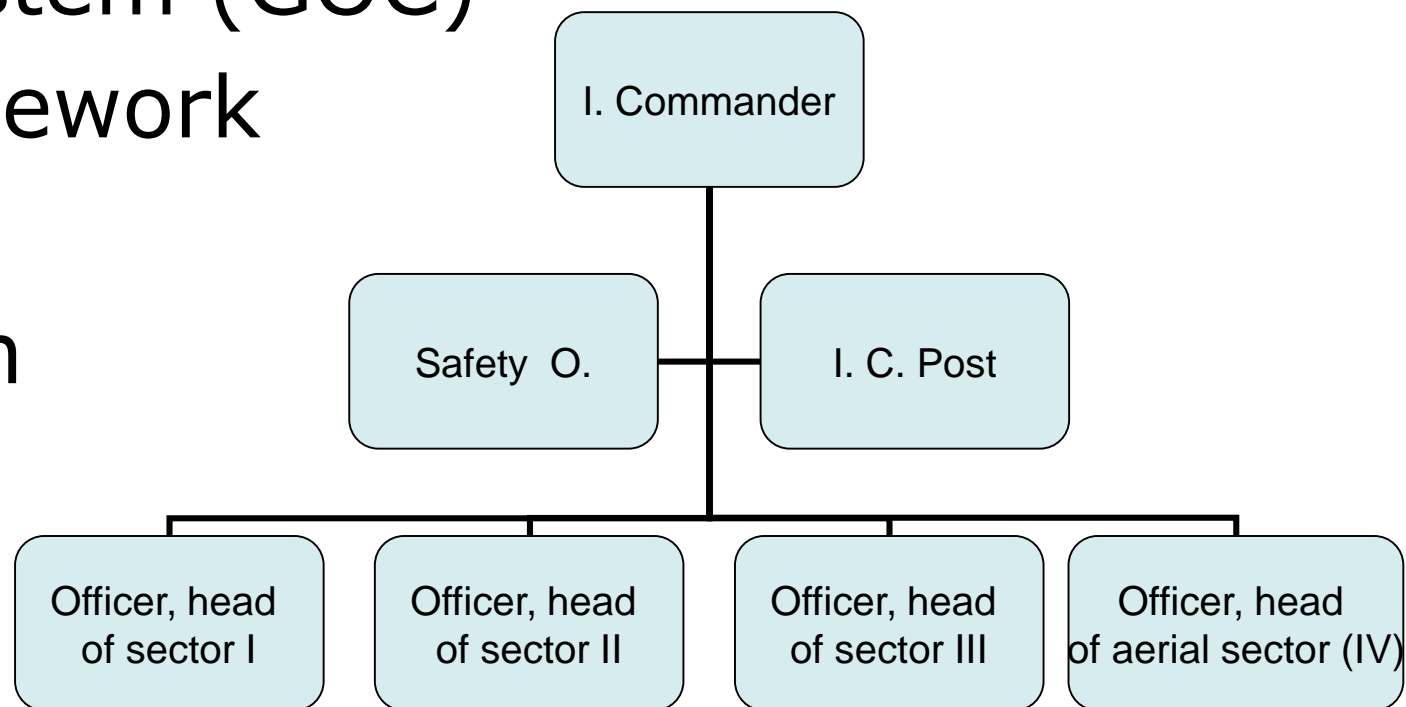 (GOC)
I. Commander
Safety O.
I. C. Post
Officer, head
of sector I
Officer, head
of sector II
Officer, head
of sector III
Officer, head
of aerial sector (IV)